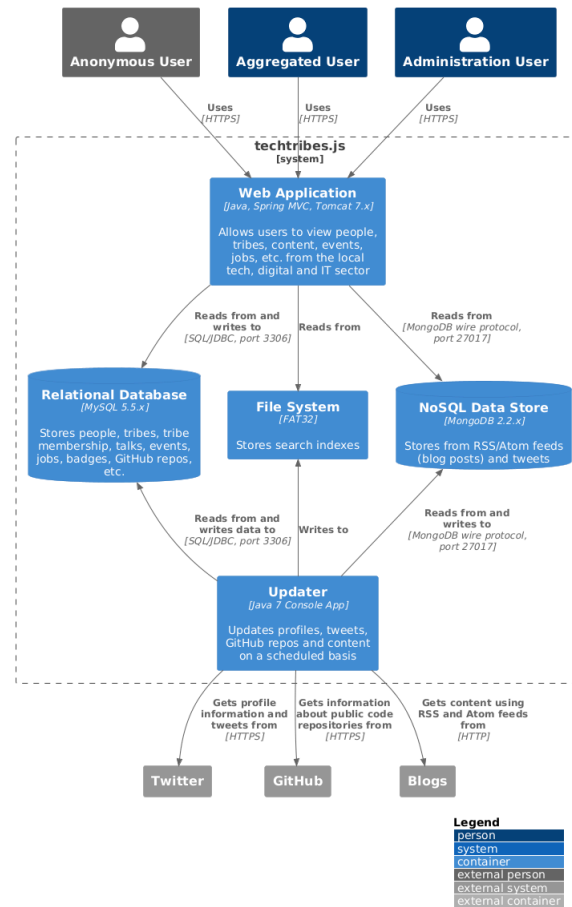 Anonymous User
Aggregated User
Administration User
Uses
[HTTPS]
Uses
[HTTPS]
Uses
[HTTPS]
techtribes.js
[system]
Web Application
[Java, Spring MVC, Tomcat 7.x]
Allows users to view people,
tribes, content, events,
jobs, etc. from the local
tech, digital and IT sector
Reads from and
writes to
[SQL/JDBC, port 3306]
Reads from
Reads from
[MongoDB wire protocol,
port 27017]
Relational Database
[MySQL 5.5.x]
Stores people, tribes, tribe
membership, talks, events,
jobs, badges, GitHub repos,
etc.
File System
[FAT32]
Stores search indexes
NoSQL Data Store
[MongoDB 2.2.x]
Stores from RSS/Atom feeds
(blog posts) and tweets
Reads from and
writes data to
[SQL/JDBC, port 3306]
Writes to
Reads from and
writes to
[MongoDB wire protocol,
port 27017]
Updater
[Java 7 Console App]
Updates profiles, tweets,
GitHub repos and content
on a scheduled basis
Gets profile
information and
tweets from
[HTTPS]
Gets information
about public code
repositories from
[HTTPS]
Gets content using
RSS and Atom feeds
from
[HTTP]
Twitter
GitHub
Blogs
Legend
person
system
container
external person
external system
external container